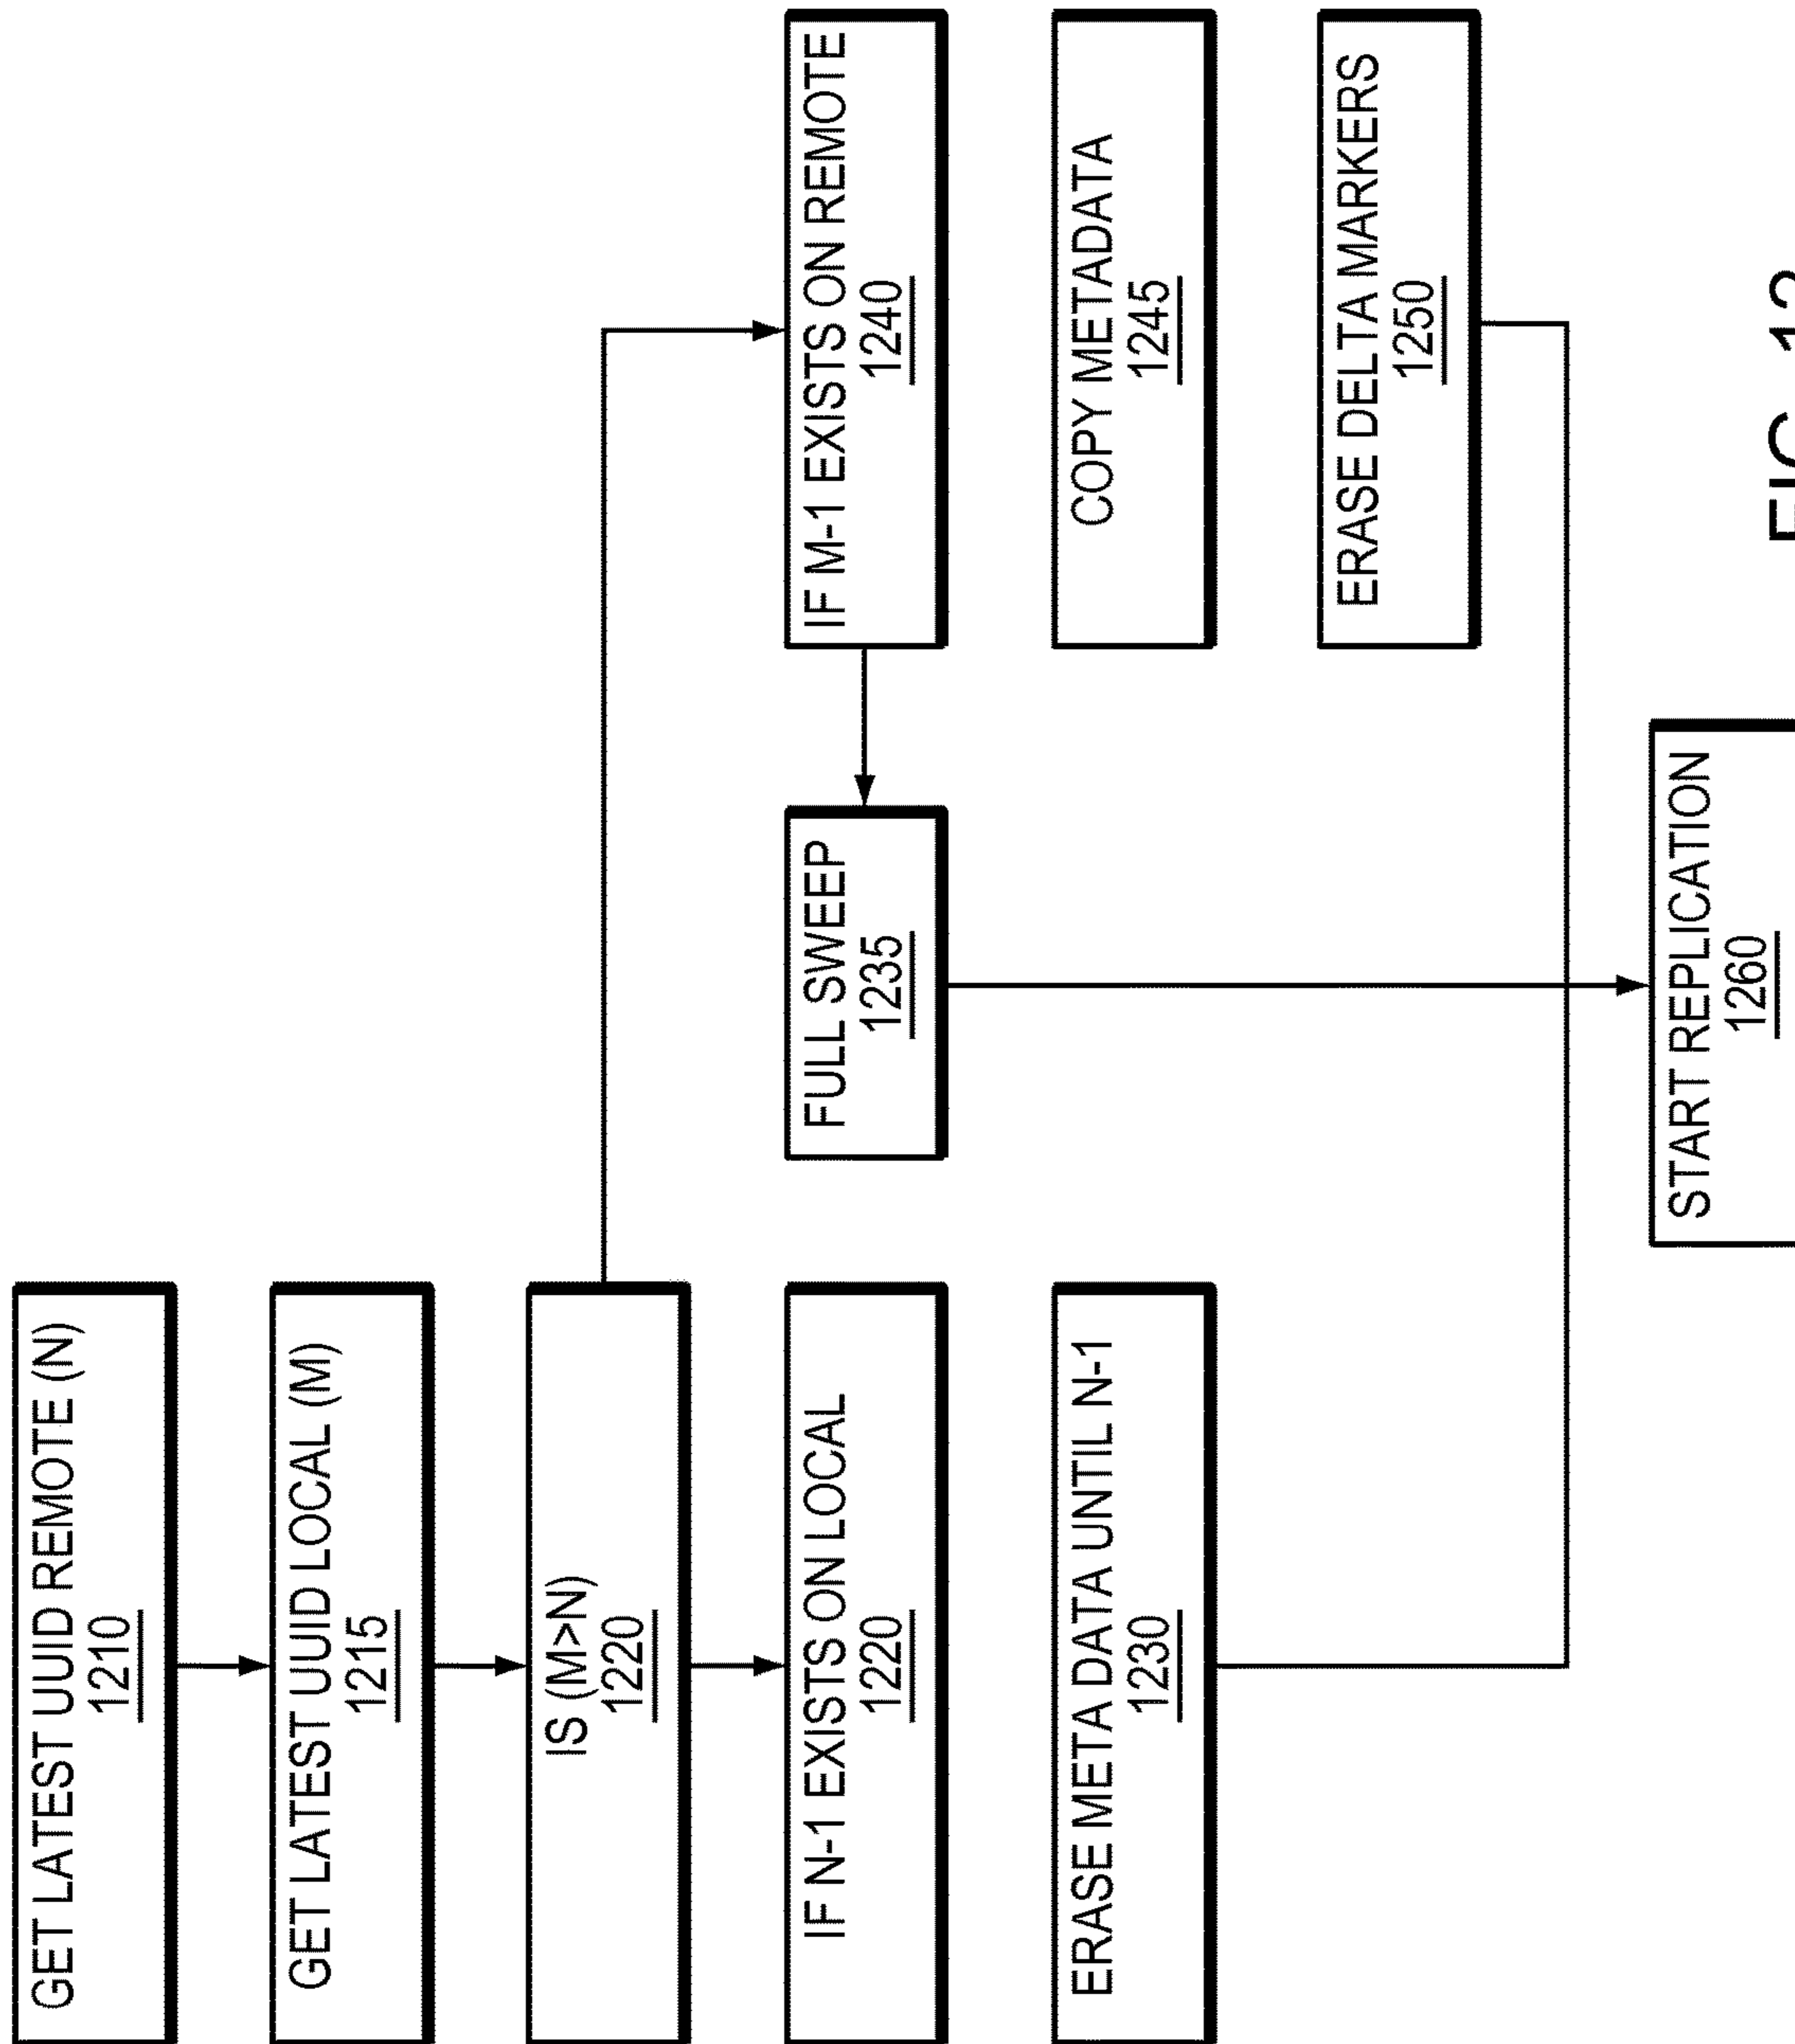 GET LATEST UUID REMOTE (N)
1210
GET LATEST UUID LOCAL (M)
1215
IS (M>N)
1220
IF N-1 EXISTS ON LOCAL
1220
ERASE META DATA UNTIL N-1
1230
FULL SWEEP
1235
IF M-1 EXISTS ON REMOTE
1240
COPY METADATA
1245
ERASE DELTA MARKERS
1250
START REPLICATION
1260